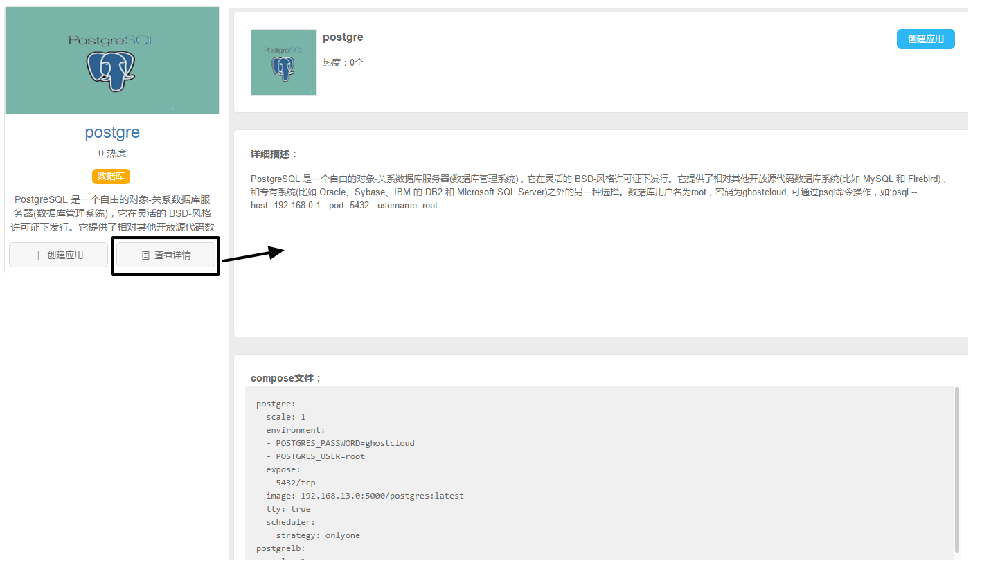 PostgreSQL
postgre
0 热度
数据库
PostgreSQL 是一个自由的对象-关系数据库服
务器(数据库管理系统)，它在灵活的 BSD-风格
许可证下发行。它提供了相对其他开放源代码数
创建应用
查看详情
PostgreSQL
postgre
热度：0个
创建应用
详细描述：
PostgreSQL 是一个自由的对象-关系数据库服务器(数据库管理系统)，它在灵活的 BSD-风格许可证下发行。它提供了相对其他开放源代码数据库系统(比如 MySQL 和 Firebird)，
和专有系统(比如 Oracle、Sybase、IBM 的 DB2 和 Microsoft SQL Server)之外的另一种选择。数据库用户名为root，密码为ghostcloud, 可通过psql命令操作，如:psql --
host=192.168.0.1 --port=5432 --username=root
compose文件：
postgre:
  scale: 1
  environment:
  - POSTGRES_PASSWORD=ghostcloud
  - POSTGRES_USER=root
  expose:
  - 5432/tcp
  image: 192.168.13.0:5000/postgres:latest
  tty: true
  scheduler:
    strategy: onlyone
postgrelb: